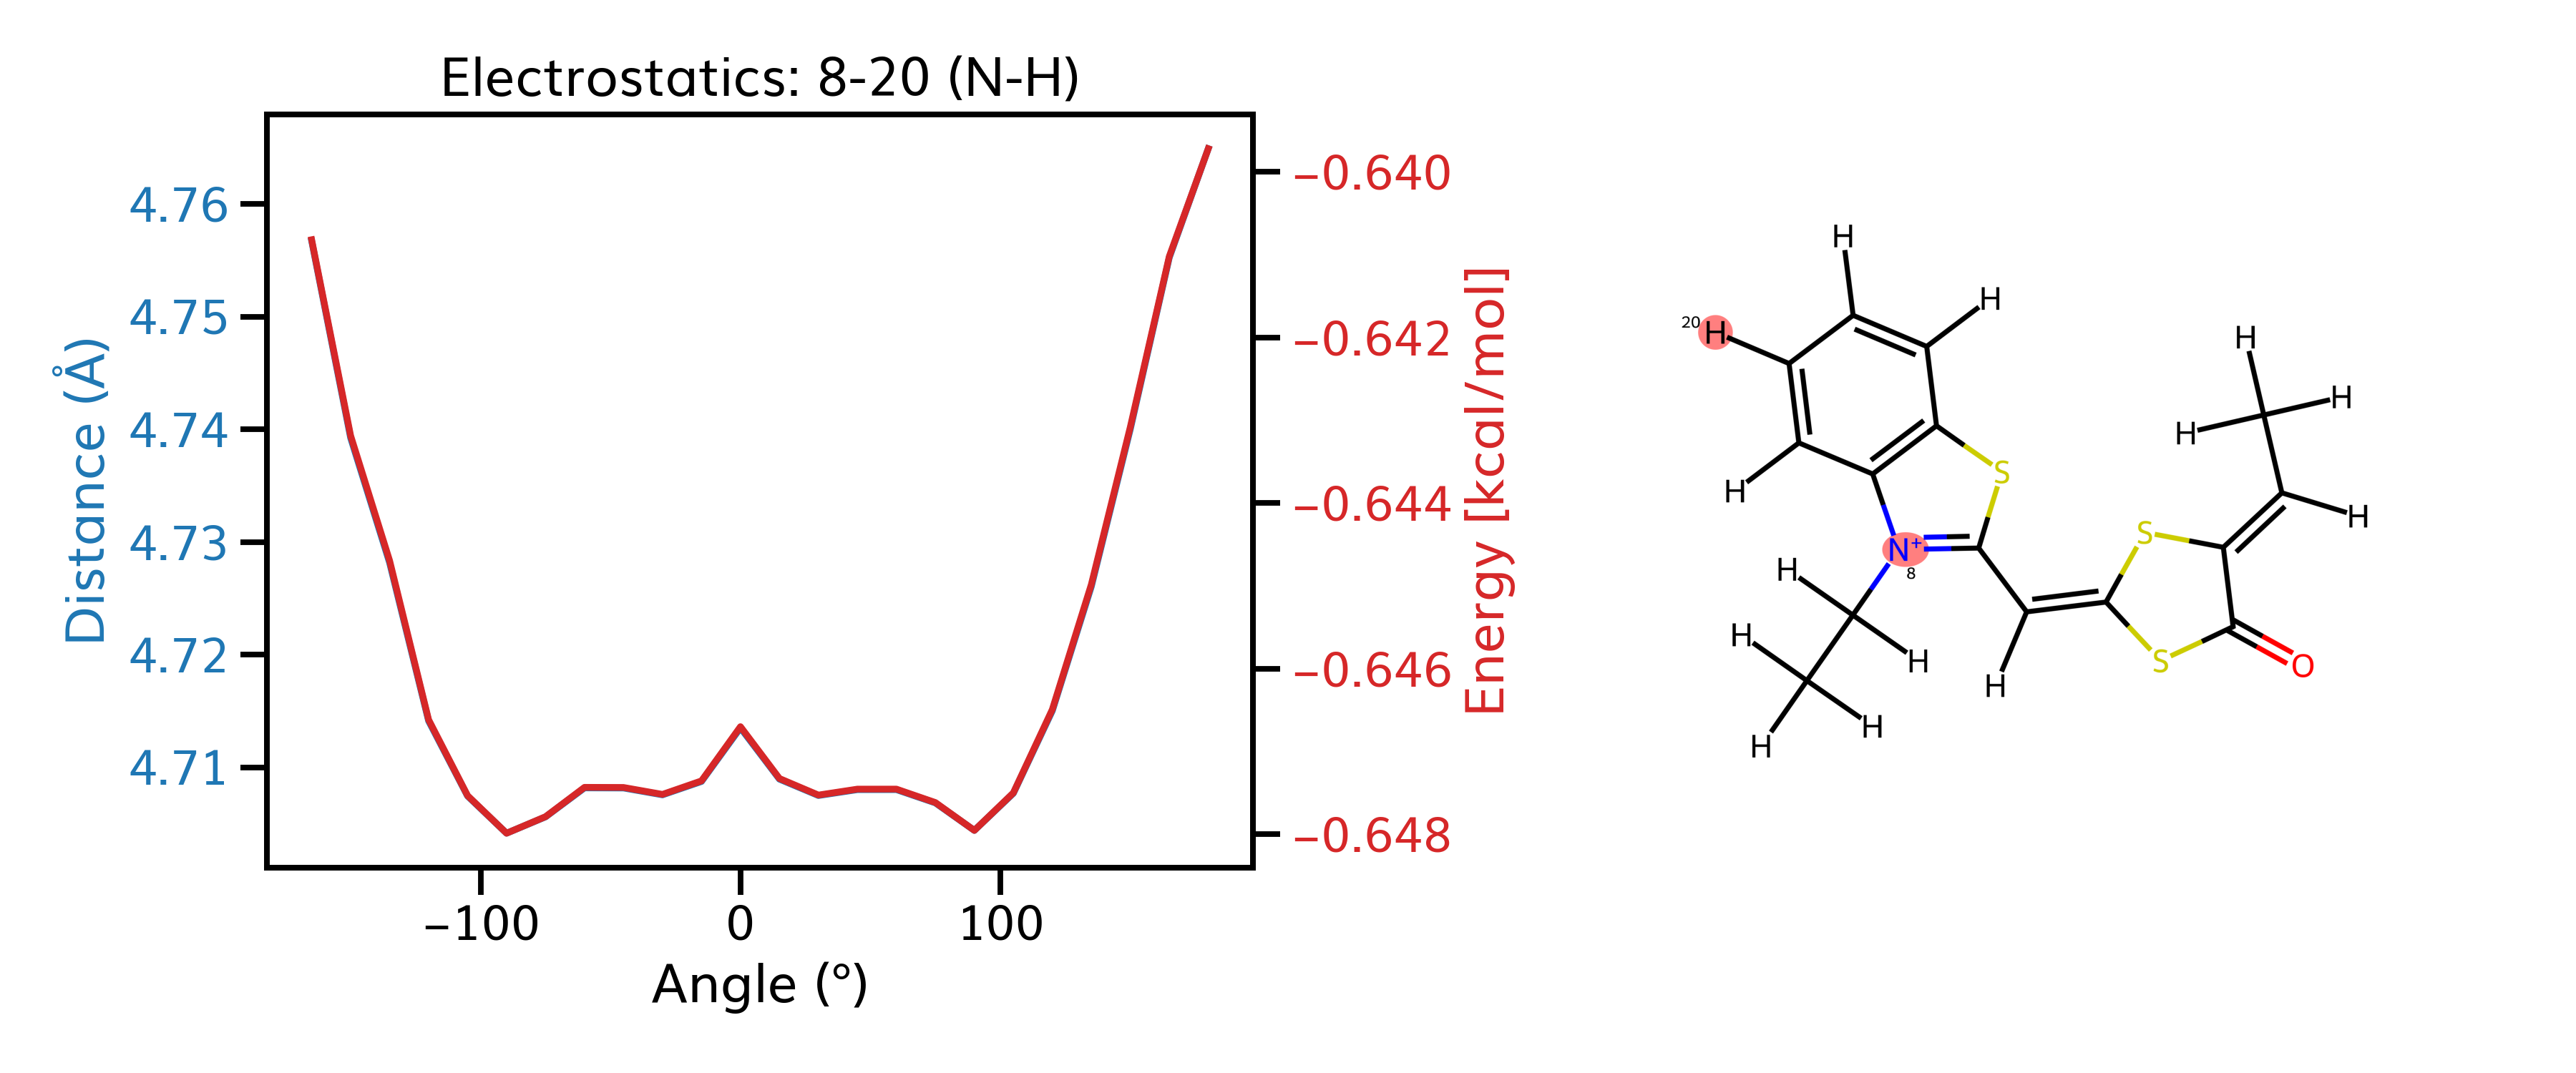 Electrostatics: 8-20 (N-H)
4.76
4.75
4.74
4.73
4.72
4.71
Distance (Å)
−0.640
−0.642
−0.644
−0.646
−0.648
Energy [kcal/mol]
−100
0
100
Angle (°)
H
H
20 H
H
H
H
H
S
H
S
H
N+
8
H
H
H
S
O
H
H
H